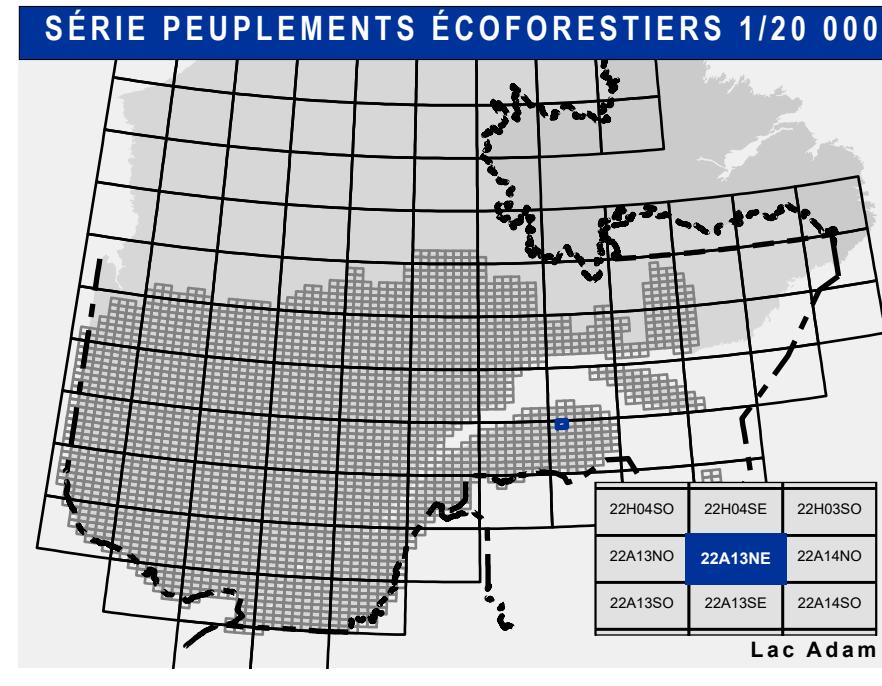 SÉRIE PEUPLEMENTS ÉCOFORESTIERS 1/20 000
22H04SO 22H04SE 22H03SO
22A13NO 22A13NE 22A14NO
22A13SO 22A13SE 22A14SO
Lac Adam